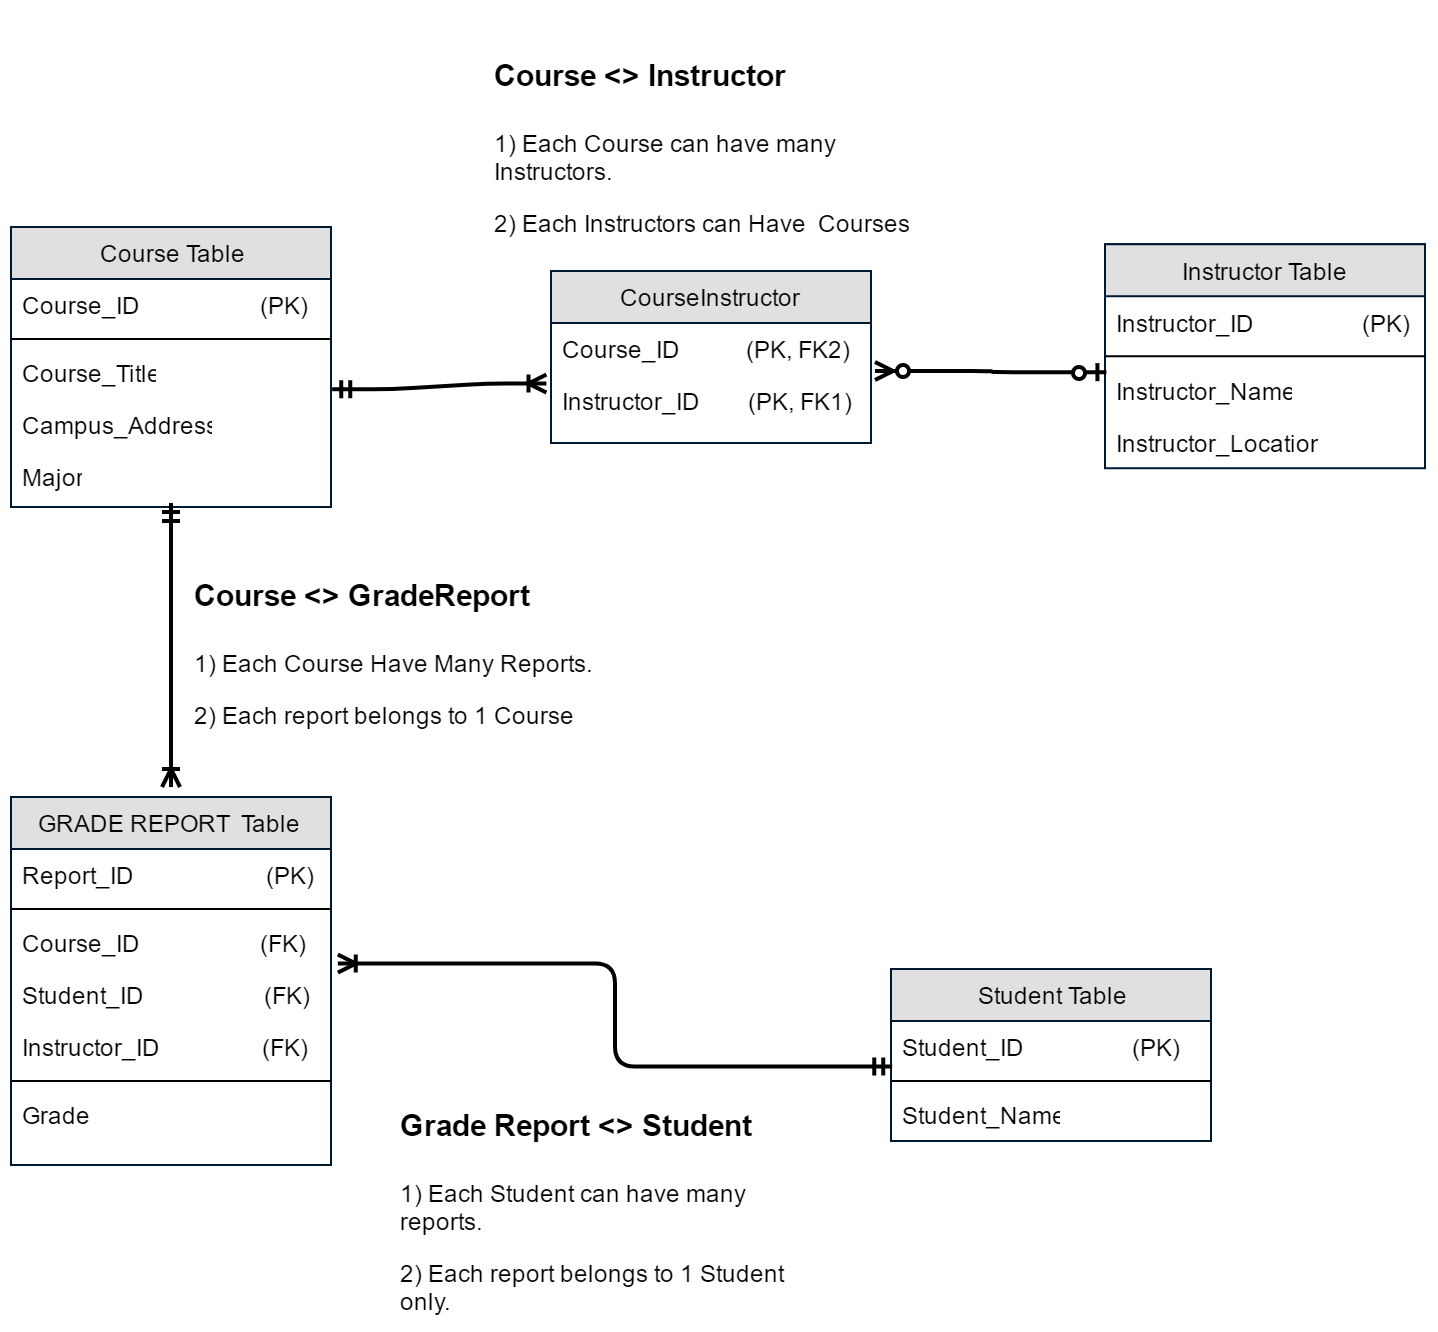 Course <> Instructor
1) Each Course can have many
Instructors.
2) Each Instructors can Have  Courses
Course Table
Course_ID (PK)
Course_Title
Campus_Address
Major
CourseInstructor
Course_ID (PK, FK2)
Instructor_ID (PK, FK1)
Instructor Table
Instructor_ID (PK)
Instructor_Name
Instructor_Location
Course <> GradeReport
1) Each Course Have Many Reports.
2) Each report belongs to 1 Course
GRADE REPORT  Table
Report_ID (PK)
Course_ID (FK)
Student_ID (FK)
Instructor_ID (FK)
Grade
Student Table
Student_ID (PK)
Student_Name
Grade Report <> Student
1) Each Student can have many
reports.
2) Each report belongs to 1 Student
only.